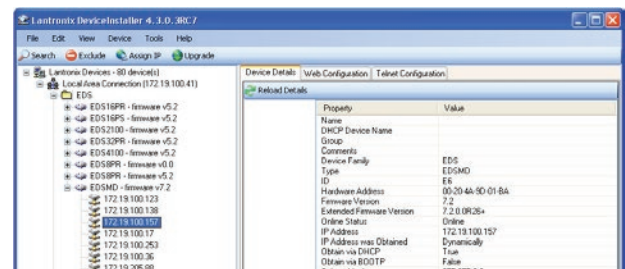 Lantronix DeviceInstaller 4.3.0.3RC7
File Edit View Device Tools Help
Search Exclude Assign IP Upgrade
Lantronix Devices - 80 device(s)
Local Area Connection (172.19.100.41)
EDS
EDS16PR - firmware v5.2
EDS16PS - firmware v5.2
EDS2100 - firmware v5.2
EDS32PR - firmware v5.2
EDS4100 - firmware v5.2
EDS8PR - firmware v0.0
EDS8PR - firmware v5.2
EDSMD - firmware v7.2
172.19.100.123
172.19.100.138
172.19.100.157
172.19.100.17
172.19.100.253
172.19.100.36
172.19.205.88
Device Details Web Configuration Telnet Configuration
Reload Details
Property Value
Name
DHCP Device Name
Group
Comments
Device Family EDS
Type EDSMD
ID E6
Hardware Address 00-20-4A-9D-01-BA
Firmware Version 7.2
Extended Firmware Version 7.2.0.0R26+
Online Status Online
IP Address 172.19.100.157
IP Address was Obtained Dynamically
Obtain via DHCP True
Obtain via BOOTP False